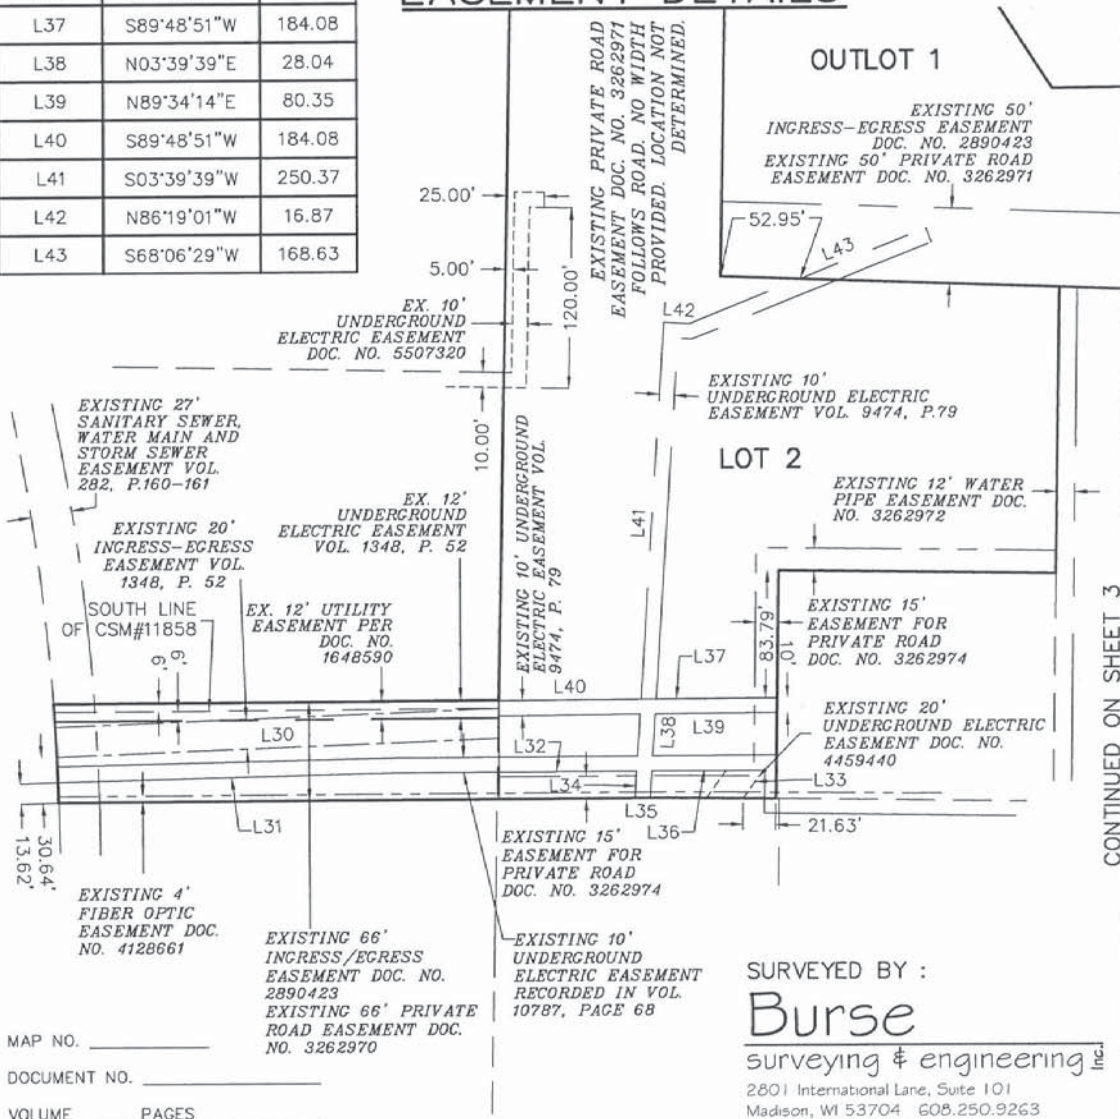 EASEMENT DETAILS
L37 S89°48'51"W 184.08
L38 N03°39'39"E 28.04
L39 N89°34'14"E 80.35
L40 S89°48'51"W 184.08
L41 S03°39'39"W 250.37
L42 N86°19'01"W 16.87
L43 S68°06'29"W 168.63
EXISTING PRIVATE ROAD
EASEMENT DOC. NO. 3262971
FOLLOWS ROAD. NO WIDTH
PROVIDED. LOCATION NOT
DETERMINED.
OUTLOT 1
EXISTING 50'
INGRESS-EGRESS EASEMENT
DOC. NO. 2890423
EXISTING 50' PRIVATE ROAD
EASEMENT DOC. NO. 3262971
25.00'
5.00'
120.00'
52.95'
L43
L42
EX. 10'
UNDERGROUND
ELECTRIC EASEMENT
DOC. NO. 5507320
10.00'
EXISTING 10'
UNDERGROUND ELECTRIC
EASEMENT VOL. 9474, P.79
LOT 2
EXISTING 27'
SANITARY SEWER,
WATER MAIN AND
STORM SEWER
EASEMENT VOL.
282, P.160-161
EX. 12'
UNDERGROUND
ELECTRIC EASEMENT
VOL. 1348, P. 52
EXISTING 10' UNDERGROUND
ELECTRIC EASEMENT VOL.
9474, P. 79
L41
EXISTING 12' WATER
PIPE EASEMENT DOC.
NO. 3262972
EXISTING 20'
INGRESS-EGRESS
EASEMENT VOL.
1348, P. 52
SOUTH LINE
OF CSM#11858
EX. 12' UTILITY
EASEMENT PER
DOC. NO.
1648590
6'
6'
83.79'
10'
EXISTING 15'
EASEMENT FOR
PRIVATE ROAD
DOC. NO. 3262974
L37
L40
L38
L39
L30
L32
L34
L33
EXISTING 20'
UNDERGROUND ELECTRIC
EASEMENT DOC. NO.
4459440
L31
L35
L36
21.63'
30.64'
13.62'
EXISTING 15'
EASEMENT FOR
PRIVATE ROAD
DOC. NO. 3262974
EXISTING 4'
FIBER OPTIC
EASEMENT DOC.
NO. 4128661
EXISTING 66'
INGRESS/EGRESS
EASEMENT DOC. NO.
2890423
EXISTING 66' PRIVATE
ROAD EASEMENT DOC.
NO. 3262970
EXISTING 10'
UNDERGROUND
ELECTRIC EASEMENT
RECORDED IN VOL.
10787, PAGE 68
CONTINUED ON SHEET 3
SURVEYED BY :
Burse
surveying & engineering Inc.
2801 International Lane, Suite 101
Madison, WI 53704 608.250.9263
MAP NO.
DOCUMENT NO.
VOLUME PAGES